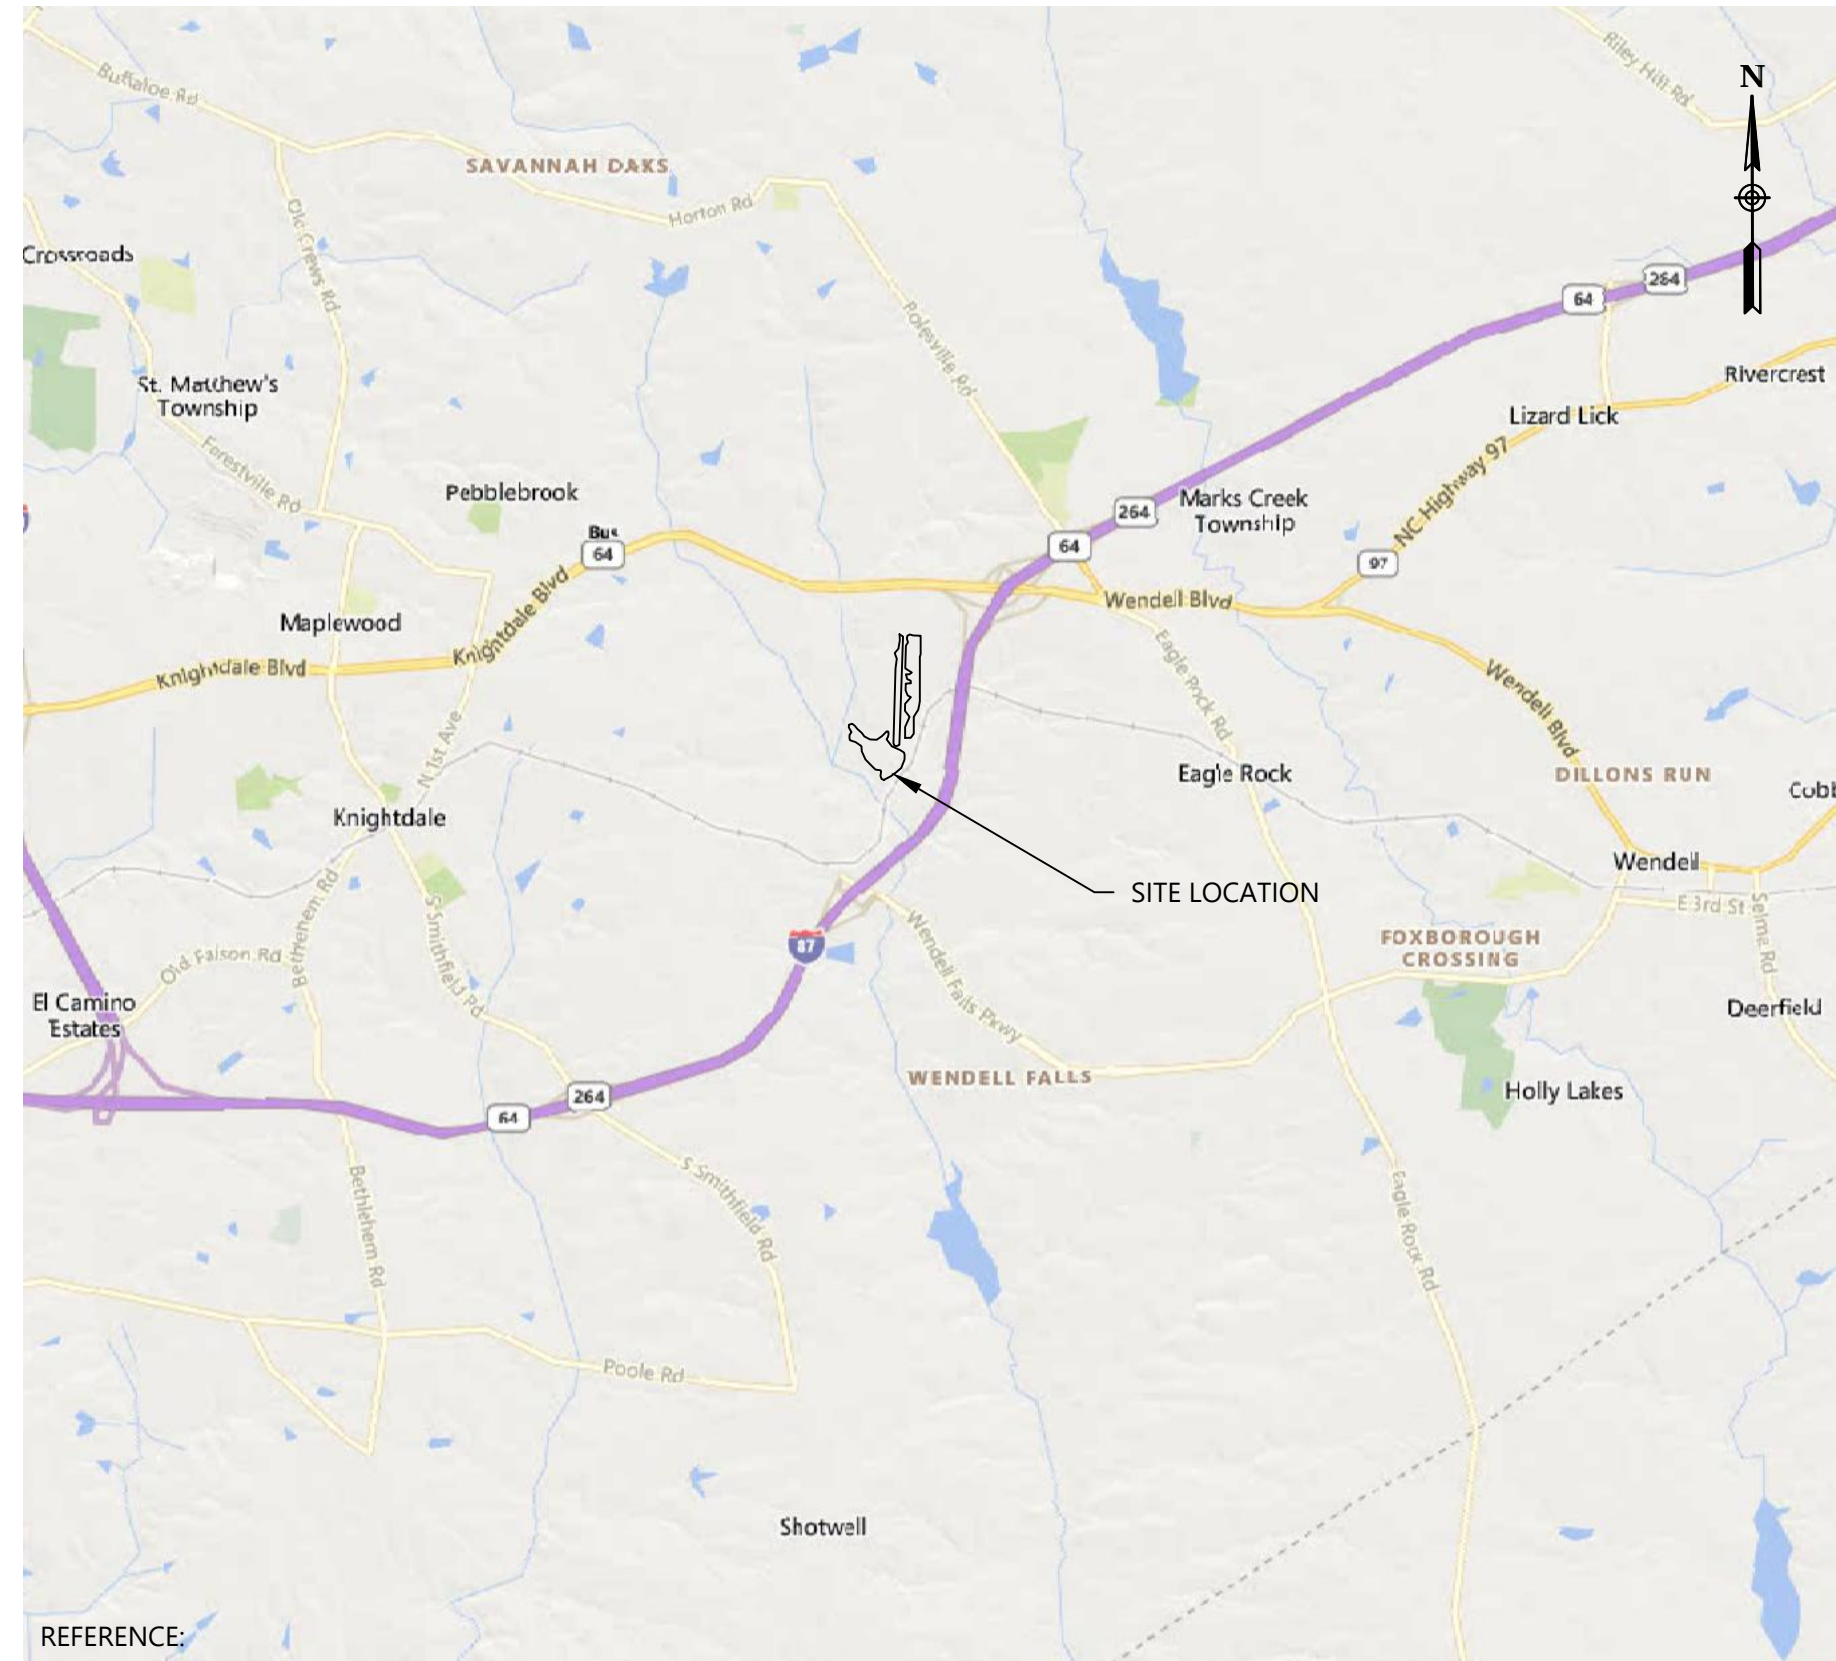 Riley Hill Rd
N
Buffaloe Rd
SAVANNAH OAKS
Horton Rd
Old Crews Rd
Crossroads
264
64
Rolesville Rd
Rivercrest
St. Matthew's
Township
Lizard Lick
Forestville Rd
NC Highway 97
Pebblebrook
Marks Creek
Township
264
Bus
64
64
97
Knightdale Blvd
Wendell Blvd
Maplewood
Knightdale Blvd
Eagle Rock Rd
Wendell Blvd
N 1st Ave
Eagle Rock
DILLONS RUN
Knightdale
Wendell
SITE LOCATION
E 3rd St
Bethlehem Rd
S Smithfield Rd
Selma Rd
FOXBOROUGH
CROSSING
87
Old Faison Rd
Wendell Falls Pkwy
El Camino
Estates
Deerfield
WENDELL FALLS
Holly Lakes
264
64
S Smithfield Rd
Bethlehem Rd
Eagle Rock Rd
Poole Rd
Shotwell
REFERENCE: